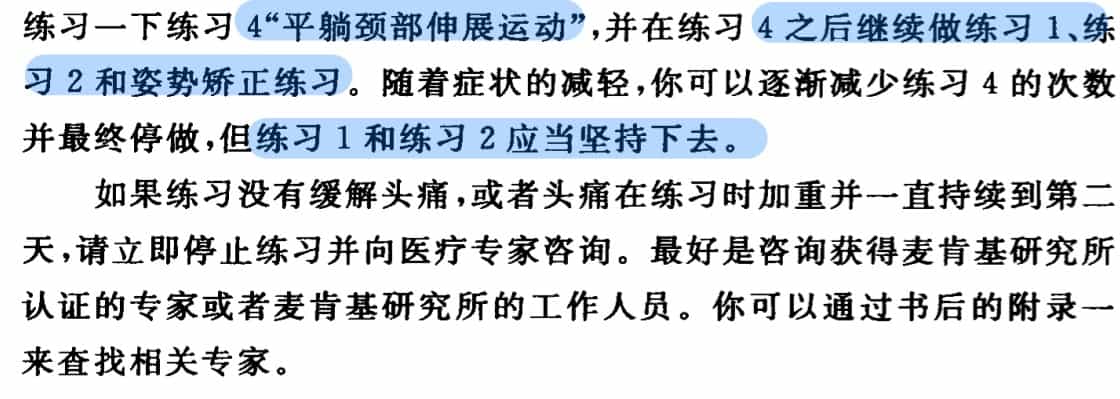 练习一下练习 4“平躺颈部伸展运动”,并在练习 4 之后继续做练习 1、练
习 2 和姿势矫正练习。随着症状的减轻,你可以逐渐减少练习 4 的次数
并最终停做,但练习 1 和练习 2 应当坚持下去。
如果练习没有缓解头痛,或者头痛在练习时加重并一直持续到第二
天,请立即停止练习并向医疗专家咨询。最好是咨询获得麦肯基研究所
认证的专家或者麦肯基研究所的工作人员。你可以通过书后的附录一
来查找相关专家。